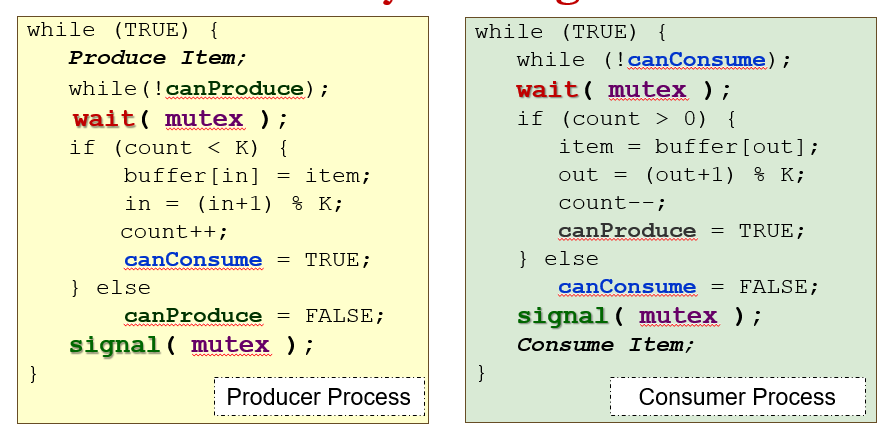 while (TRUE) {
Produce Item;
while(!canProduce);
wait( mutex );
if (count < K) {
buffer[in] = item;
in = (in+1) % K;
count++;
canConsume = TRUE;
} else
canProduce = FALSE;
signal( mutex );
}
Producer Process
while (TRUE) {
while (!canConsume);
wait( mutex );
if (count > 0) {
item = buffer[out];
out = (out+1) % K;
count--;
canProduce = TRUE;
} else
canConsume = FALSE;
signal( mutex );
Consume Item;
}
Consumer Process